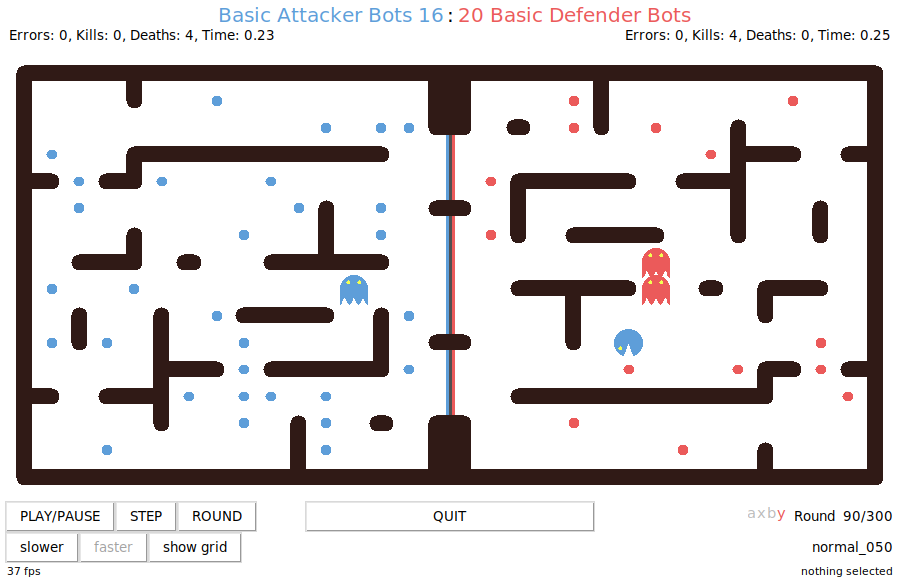 Basic Attacker Bots 16 : 20 Basic Defender Bots
Errors: 0, Kills: 0, Deaths: 4, Time: 0.23
Errors: 0, Kills: 4, Deaths: 0, Time: 0.25
PLAY/PAUSE STEP ROUND QUIT axby Round 90/300
slower faster show grid normal_050
37 fps nothing selected